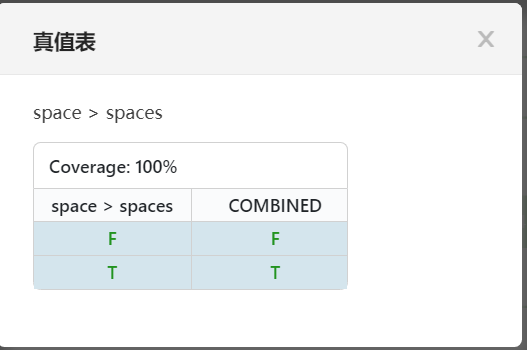 真值表
X
space > spaces
Coverage: 100%
space > spaces COMBINED
F F
T T